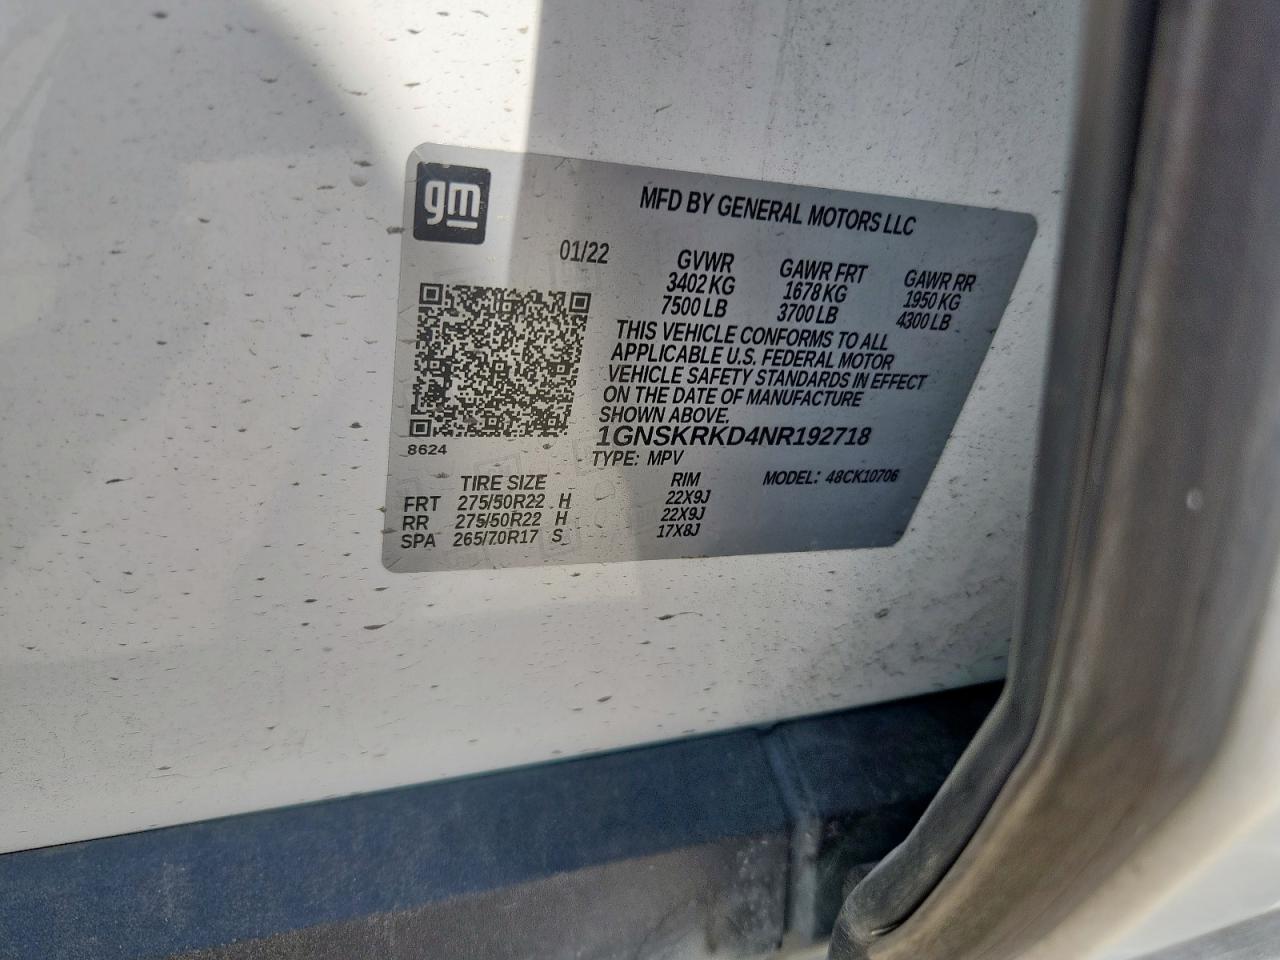 gm
MFD BY GENERAL MOTORS LLC
01/22
GVWR GAWR FRT GAWR RR
3402 KG 1678 KG 1950 KG
7500 LB 3700 LB 4300 LB
THIS VEHICLE CONFORMS TO ALL
APPLICABLE U.S. FEDERAL MOTOR
VEHICLE SAFETY STANDARDS IN EFFECT
ON THE DATE OF MANUFACTURE
SHOWN ABOVE.
1GNSKRKD4NR192718
8624
TYPE: MPV MODEL: 48CK10706
TIRE SIZE RIM
FRT 275/50R22 H 22X9J
RR 275/50R22 H 22X9J
SPA 265/70R17 S 17X8J